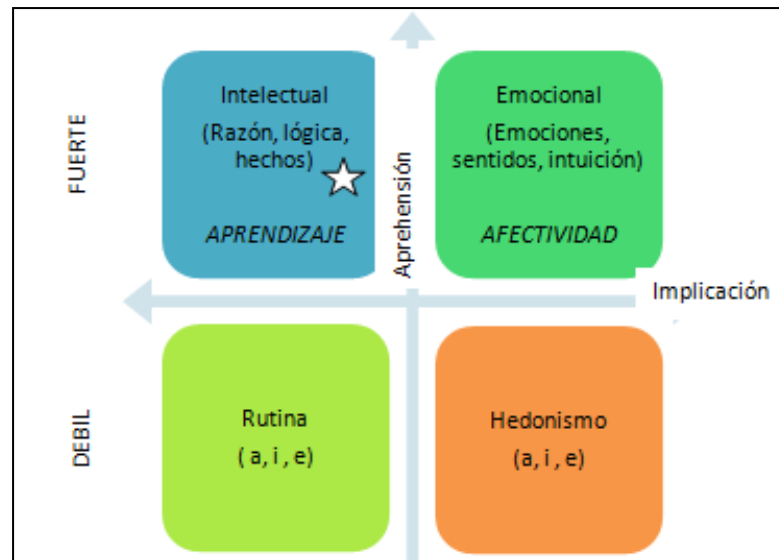 FUERTE
Intelectual
(Razón, lógica,
hechos)
APRENDIZAJE
Aprehensión
Emocional
(Emociones,
sentidos, intuición)
AFECTIVIDAD
Implicación
DEBIL
Rutina
( a, i , e)
Hedonismo
(a, i, e)